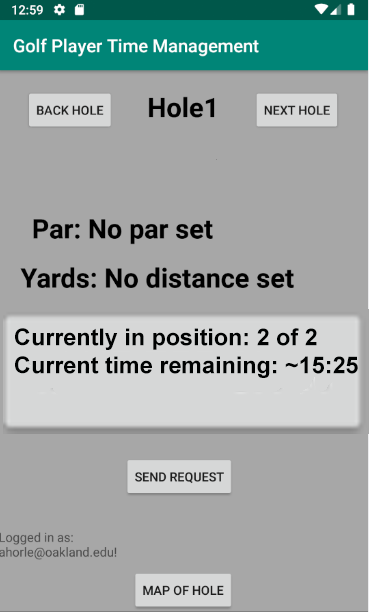 12:59
Golf Player Time Management
BACK HOLE
Hole1
NEXT HOLE
Par: No par set
Yards: No distance set
Currently in position: 2 of 2
Current time remaining: ~15:25
SEND REQUEST
Logged in as:
ahorle@oakland.edu!
MAP OF HOLE